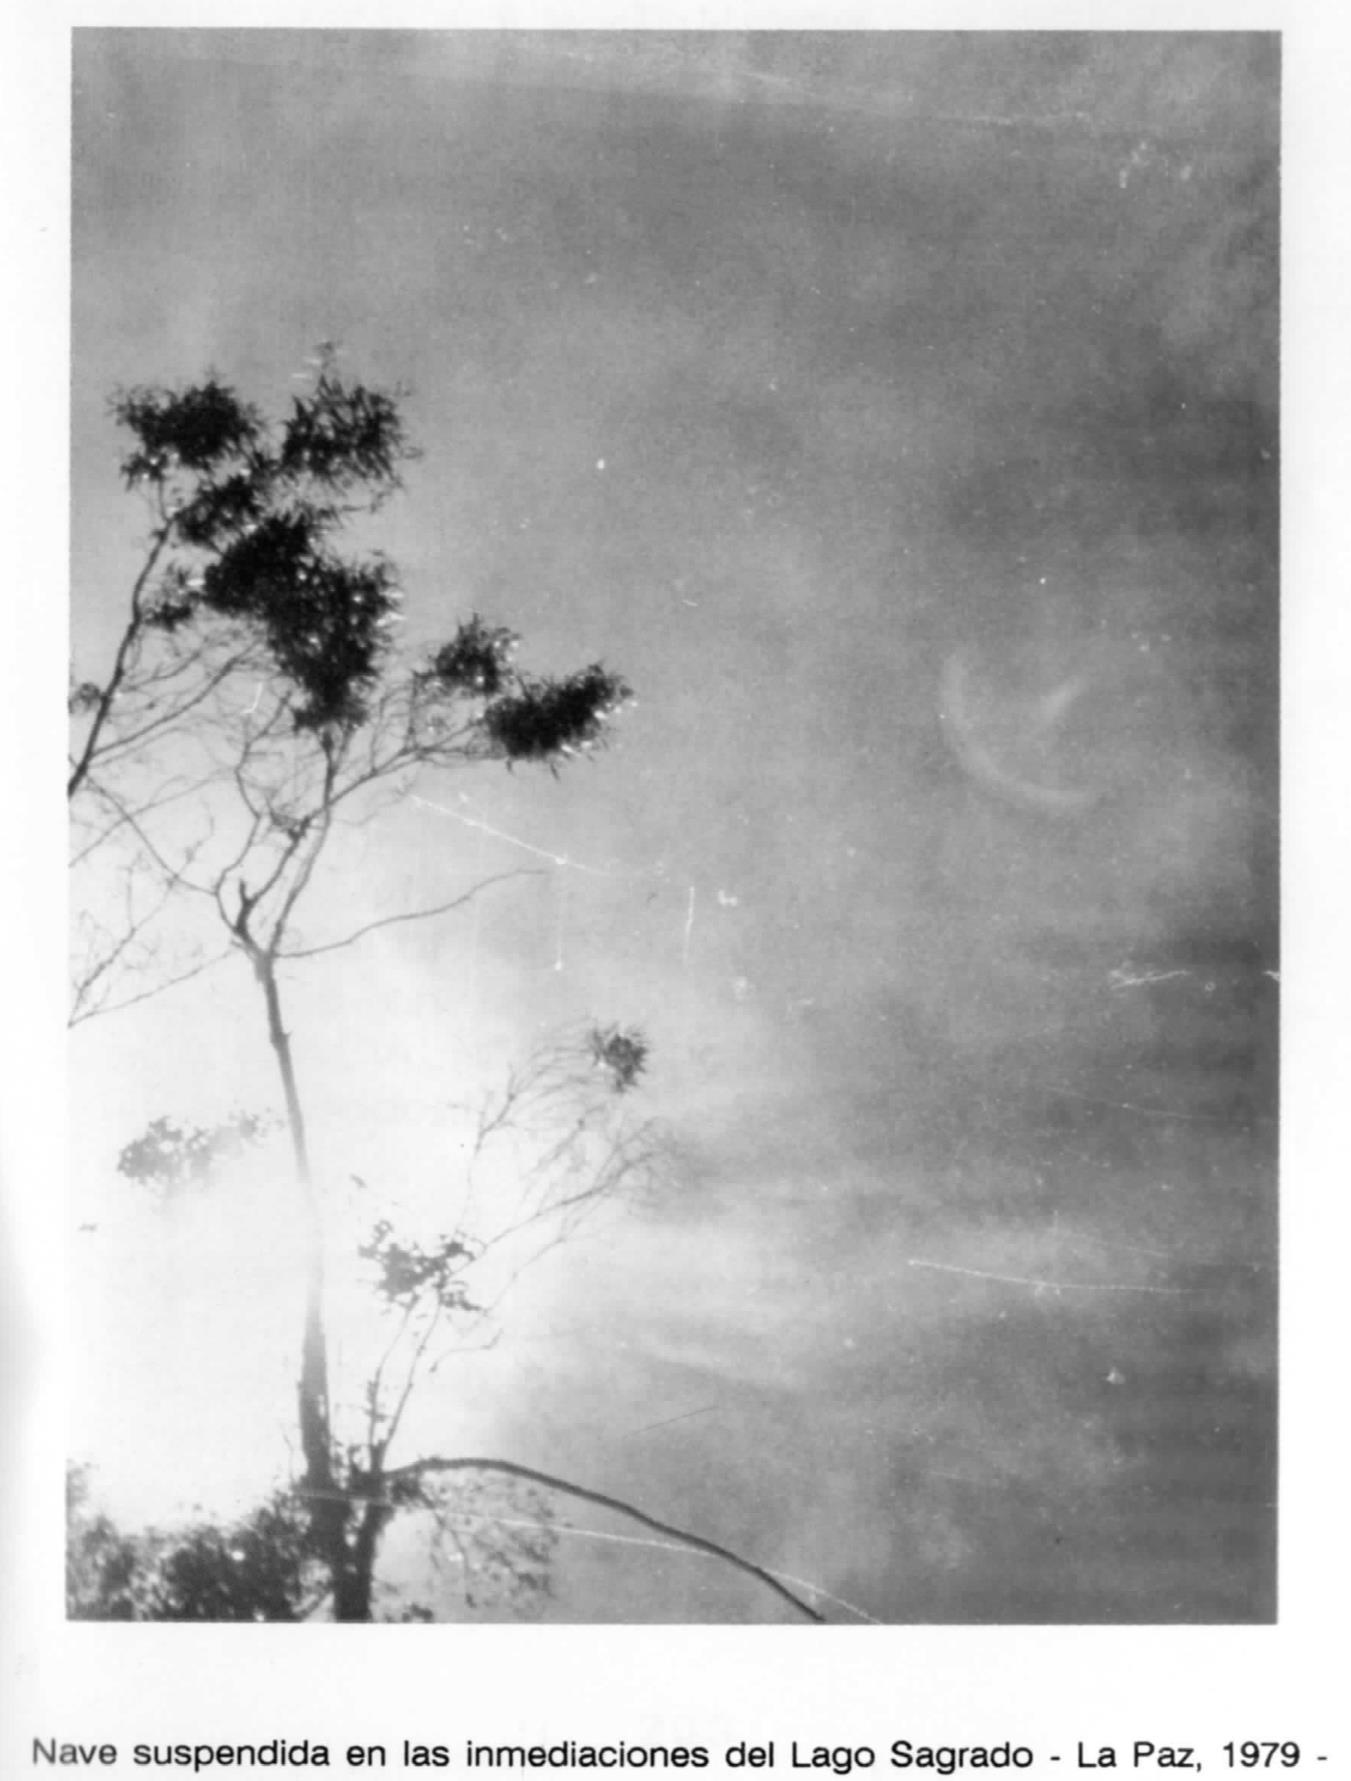 Nave suspendida en las inmediaciones del Lago Sagrado - La Paz, 1979 -